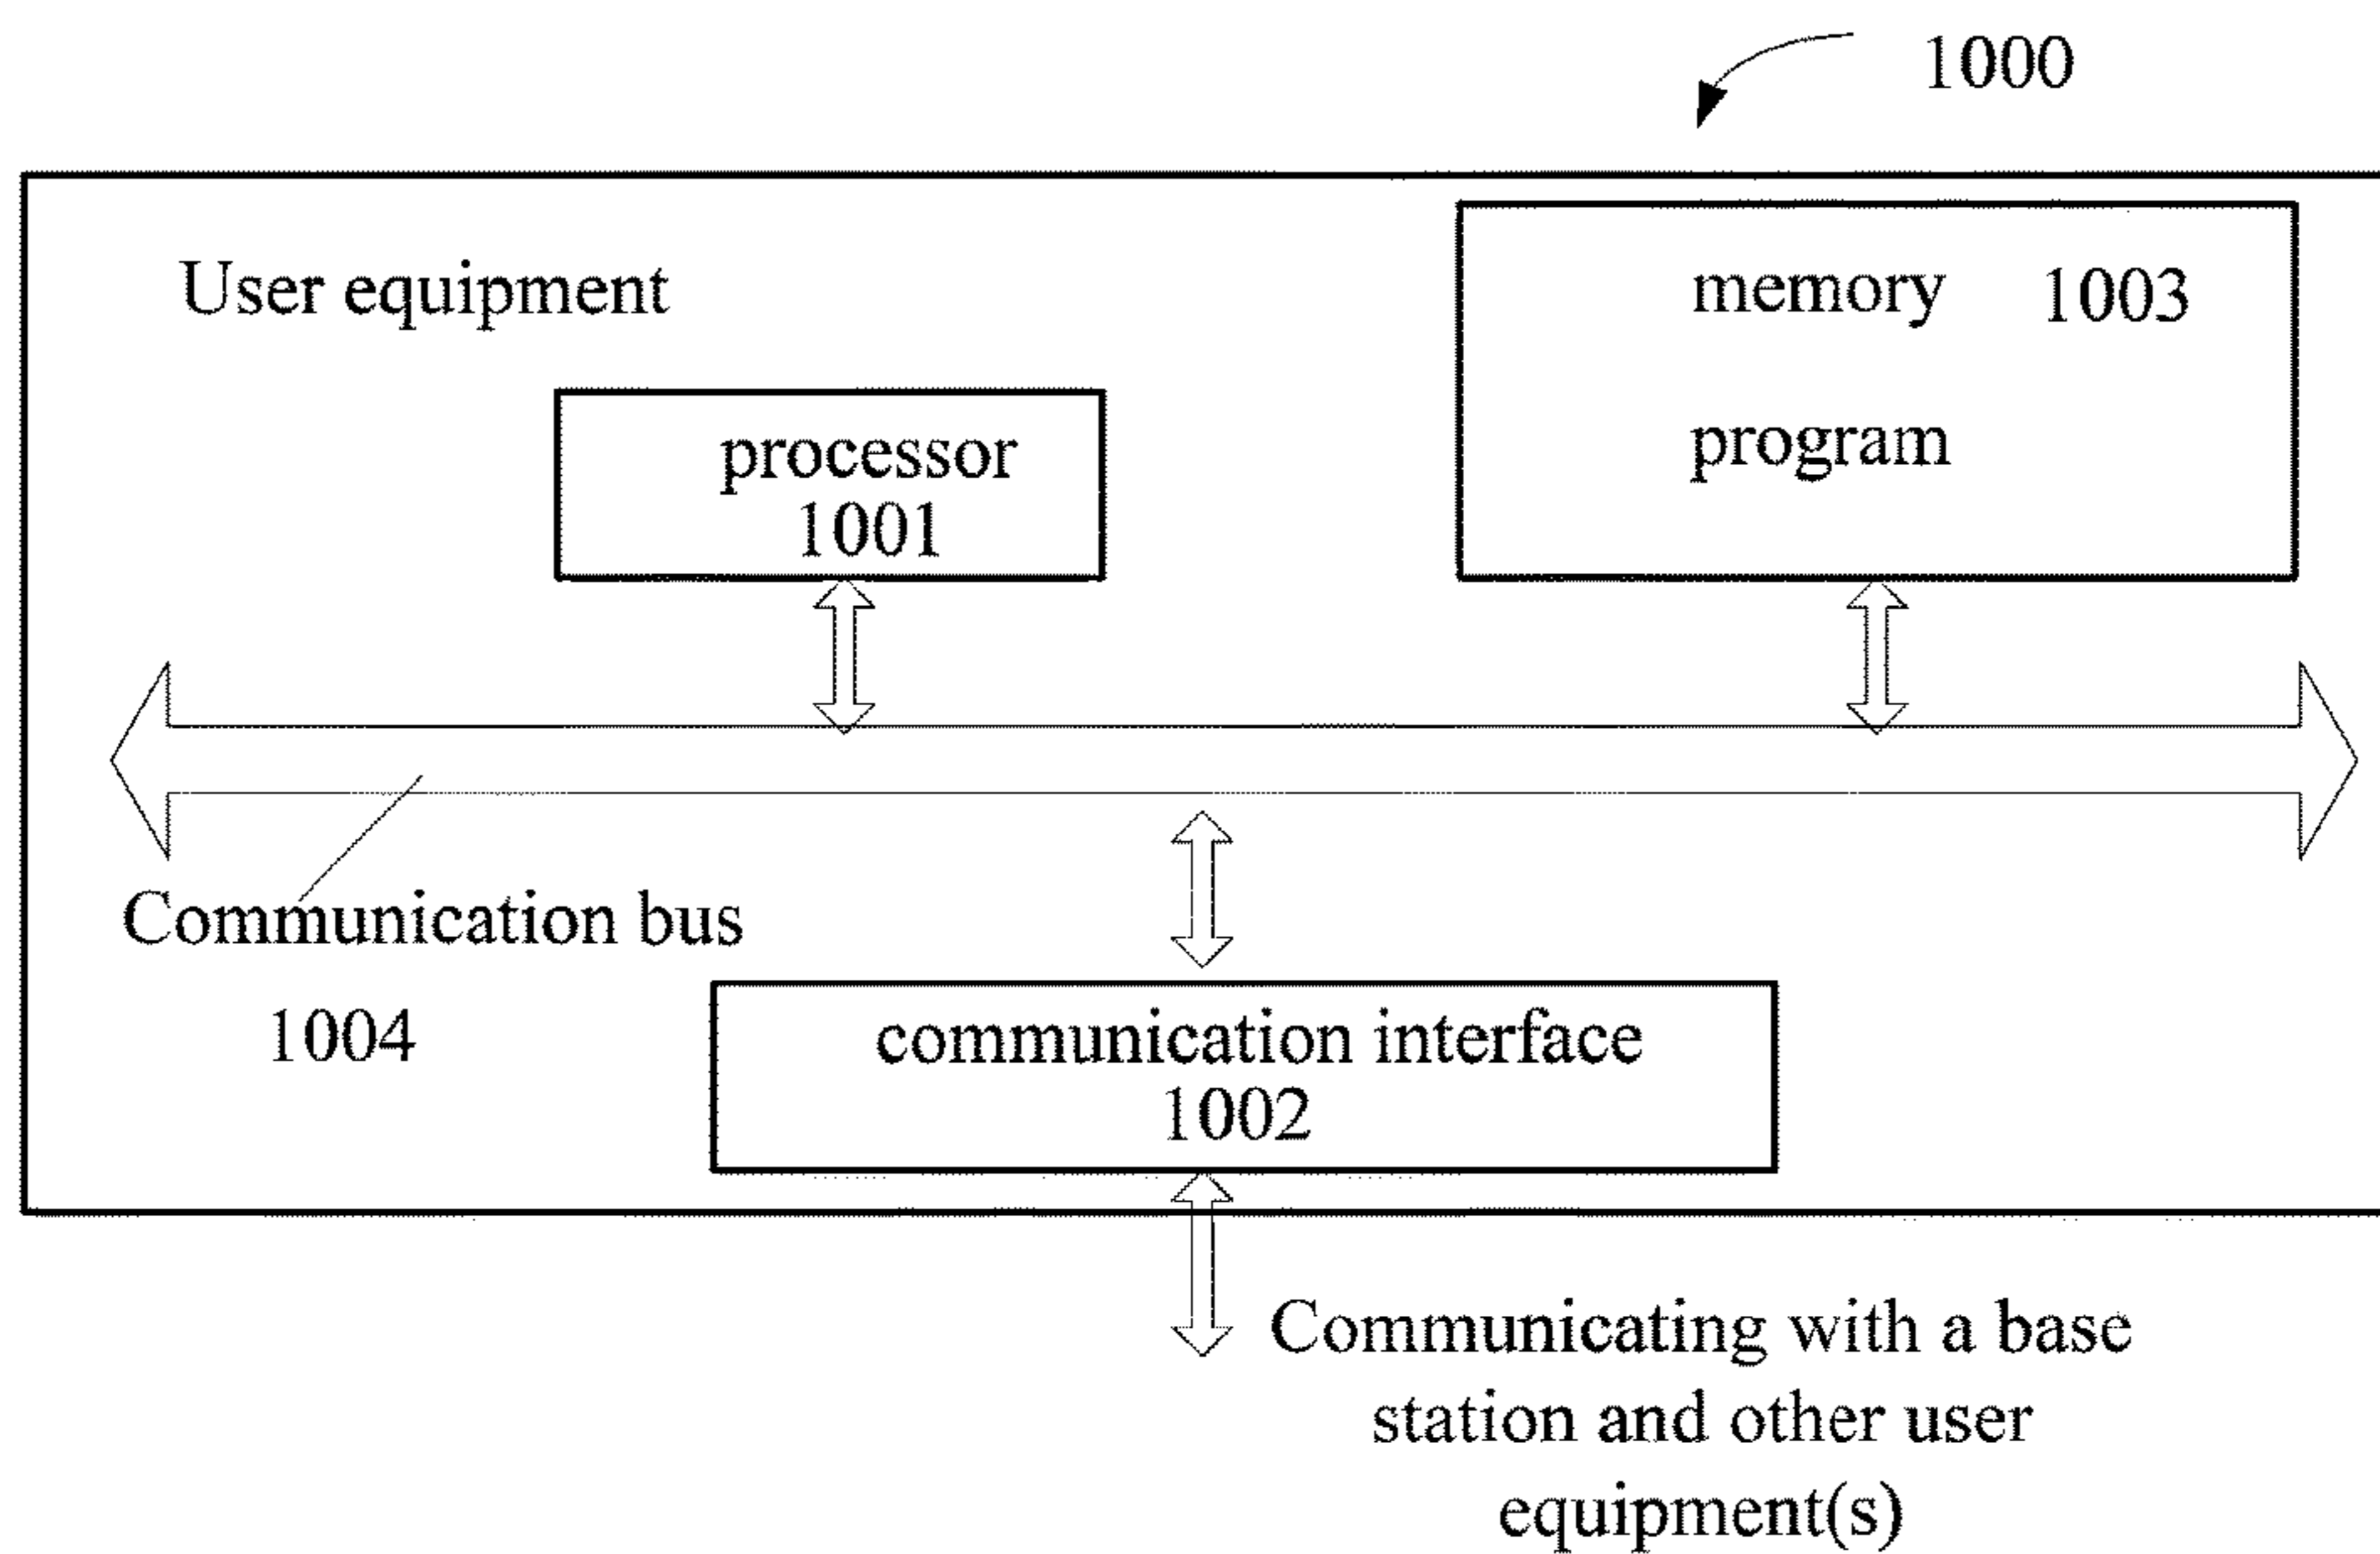 1000
User equipment
memory 1003
program
processor
1001
Communication bus
1004
communication interface
1002
Communicating with a base
station and other user
equipment(s)